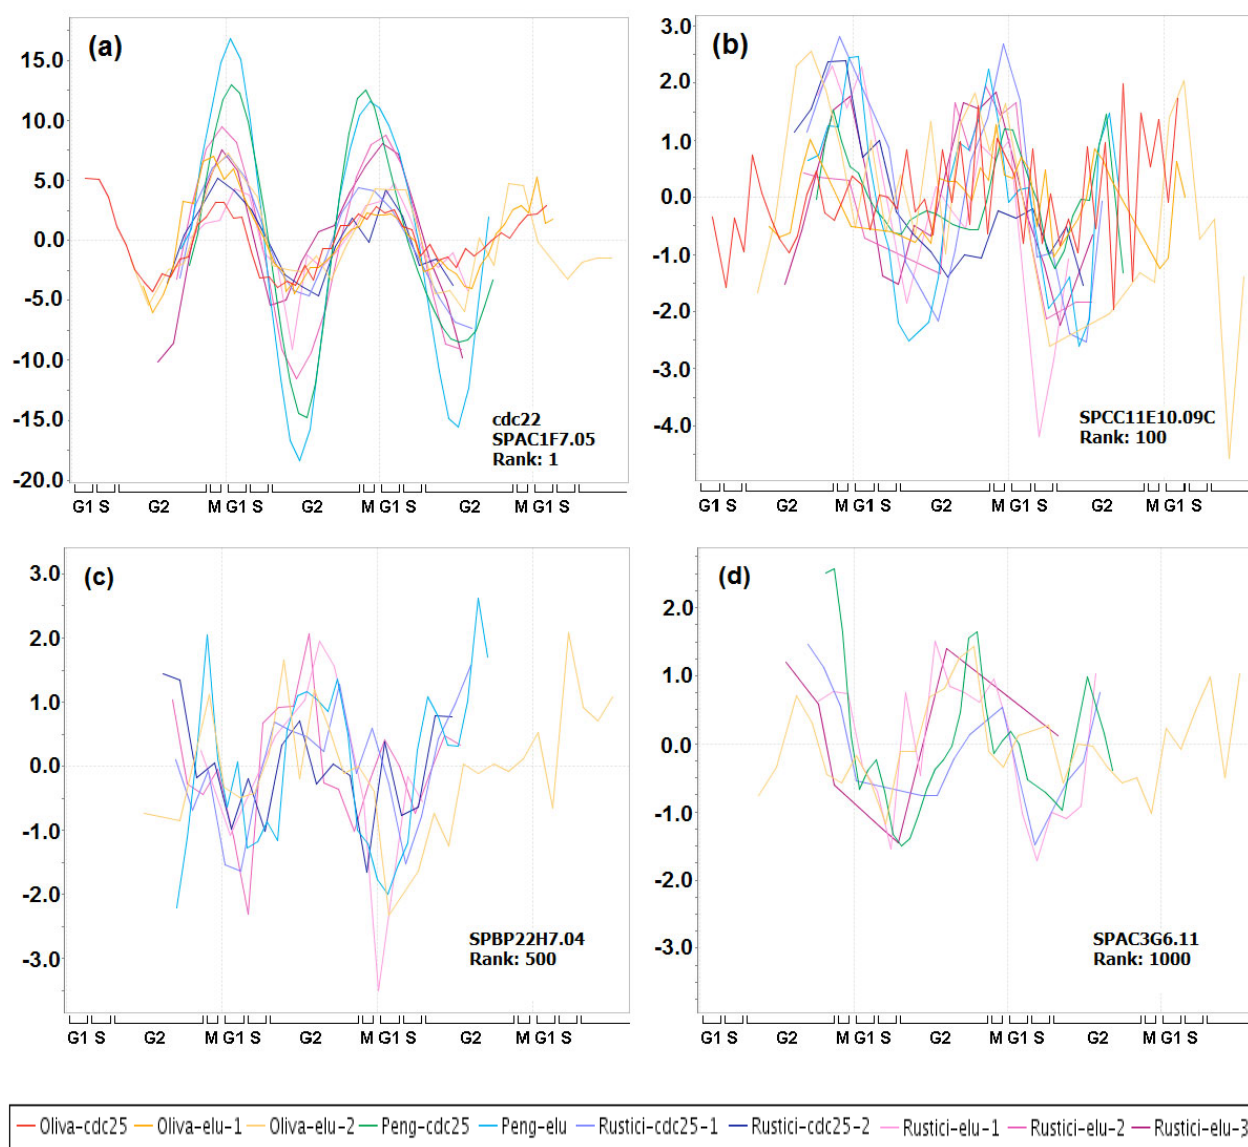 (a)
15.0
10.0
5.0
0.0
-5.0
-10.0
-15.0
-20.0
cdc22
SPAC1F7.05
Rank: 1
G1 S G2 M G1 S G2 M G1 S G2 M G1 S
(b)
3.0
2.0
1.0
0.0
-1.0
-2.0
-3.0
-4.0
SPCC11E10.09C
Rank: 100
G1 S G2 M G1 S G2 M G1 S G2 M G1 S
(c)
3.0
2.0
1.0
0.0
-1.0
-2.0
-3.0
SPBP22H7.04
Rank: 500
G1 S G2 M G1 S G2 M G1 S G2 M G1 S
(d)
2.0
1.0
0.0
-1.0
-2.0
-3.0
SPAC3G6.11
Rank: 1000
G1 S G2 M G1 S G2 M G1 S G2 M G1 S
Oliva-cdc25 Oliva-elu-1 Oliva-elu-2 Peng-cdc25 Peng-elu Rustici-cdc25-1 Rustici-cdc25-2 Rustici-elu-1 Rustici-elu-2 Rustici-elu-3